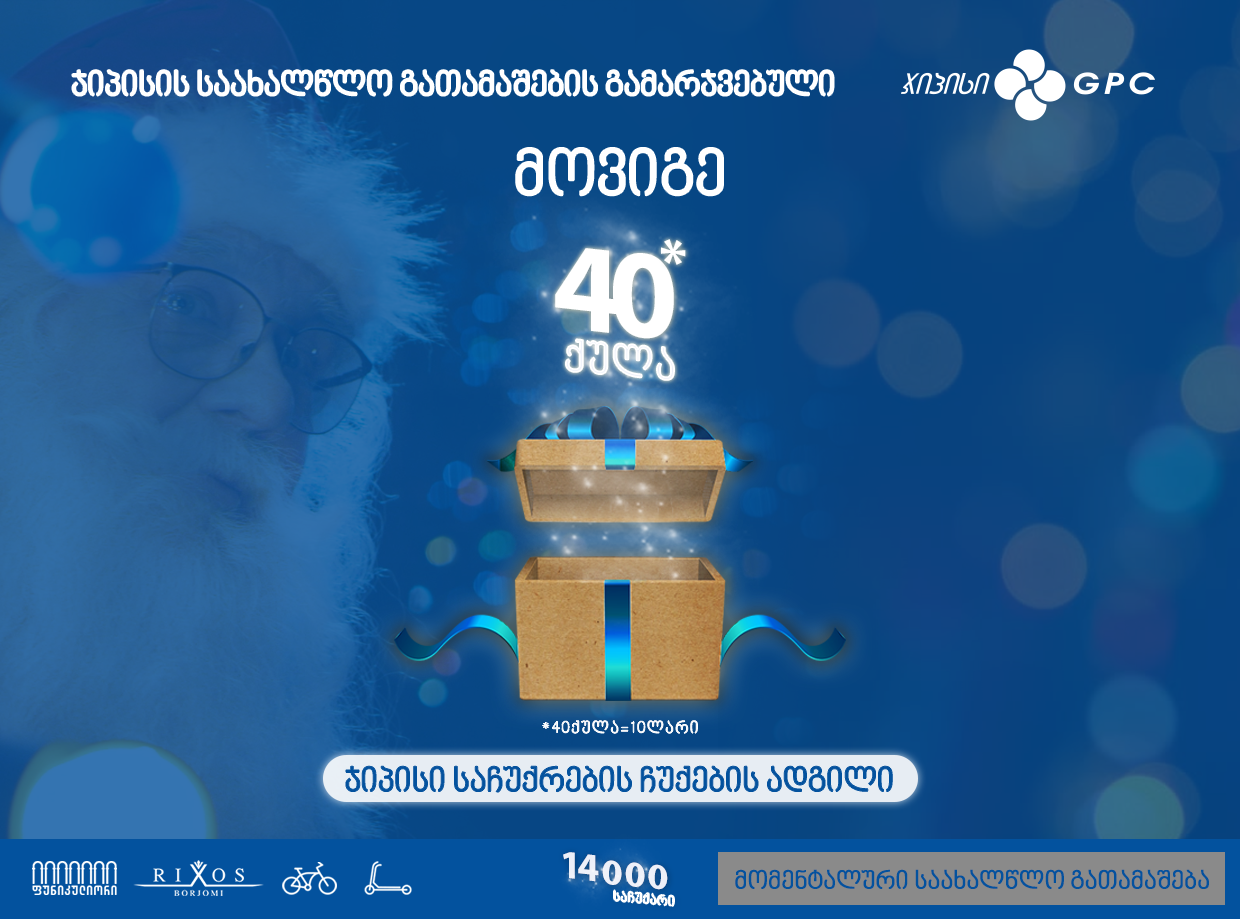 ჯიპისის საახალწლო გათამაშების გამარჯვებული
ჯიპისი GPC
მოვიგე
40*
ქულა
*40ქულა=10ლარი
ჯიპისი საჩუქრების ჩუქების ადგილი
ფუნიკულიორი
RIXOS
BORJOMI
14000
საჩუქარი
მომენტალური საახალწლო გათამაშება